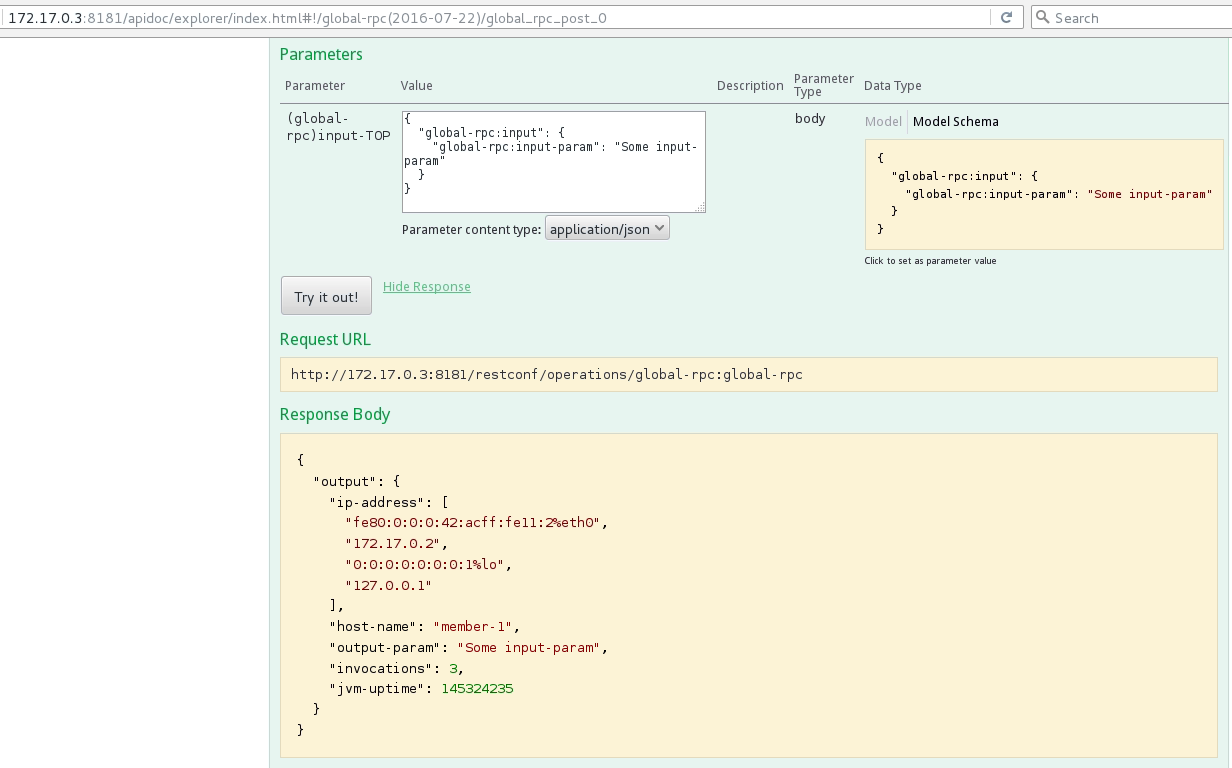 172.17.0.3:8181/apidoc/explorer/index.html#!/global-rpc(2016-07-22)/global_rpc_post_0
Search
Parameters
Parameter Value Description Parameter Type Data Type
(global-rpc)input-TOP
{
"global-rpc:input": {
"global-rpc:input-param": "Some input-
param"
}
}
Parameter content type: application/json
body
Model Model Schema
{
"global-rpc:input": {
"global-rpc:input-param": "Some input-param"
}
}
Click to set as parameter value
Try it out! Hide Response
Request URL
http://172.17.0.3:8181/restconf/operations/global-rpc:global-rpc
Response Body
{
"output": {
"ip-address": [
"fe80:0:0:0:42:acff:fe11:2%eth0",
"172.17.0.2",
"0:0:0:0:0:0:0:1%lo",
"127.0.0.1"
],
"host-name": "member-1",
"output-param": "Some input-param",
"invocations": 3,
"jvm-uptime": 145324235
}
}